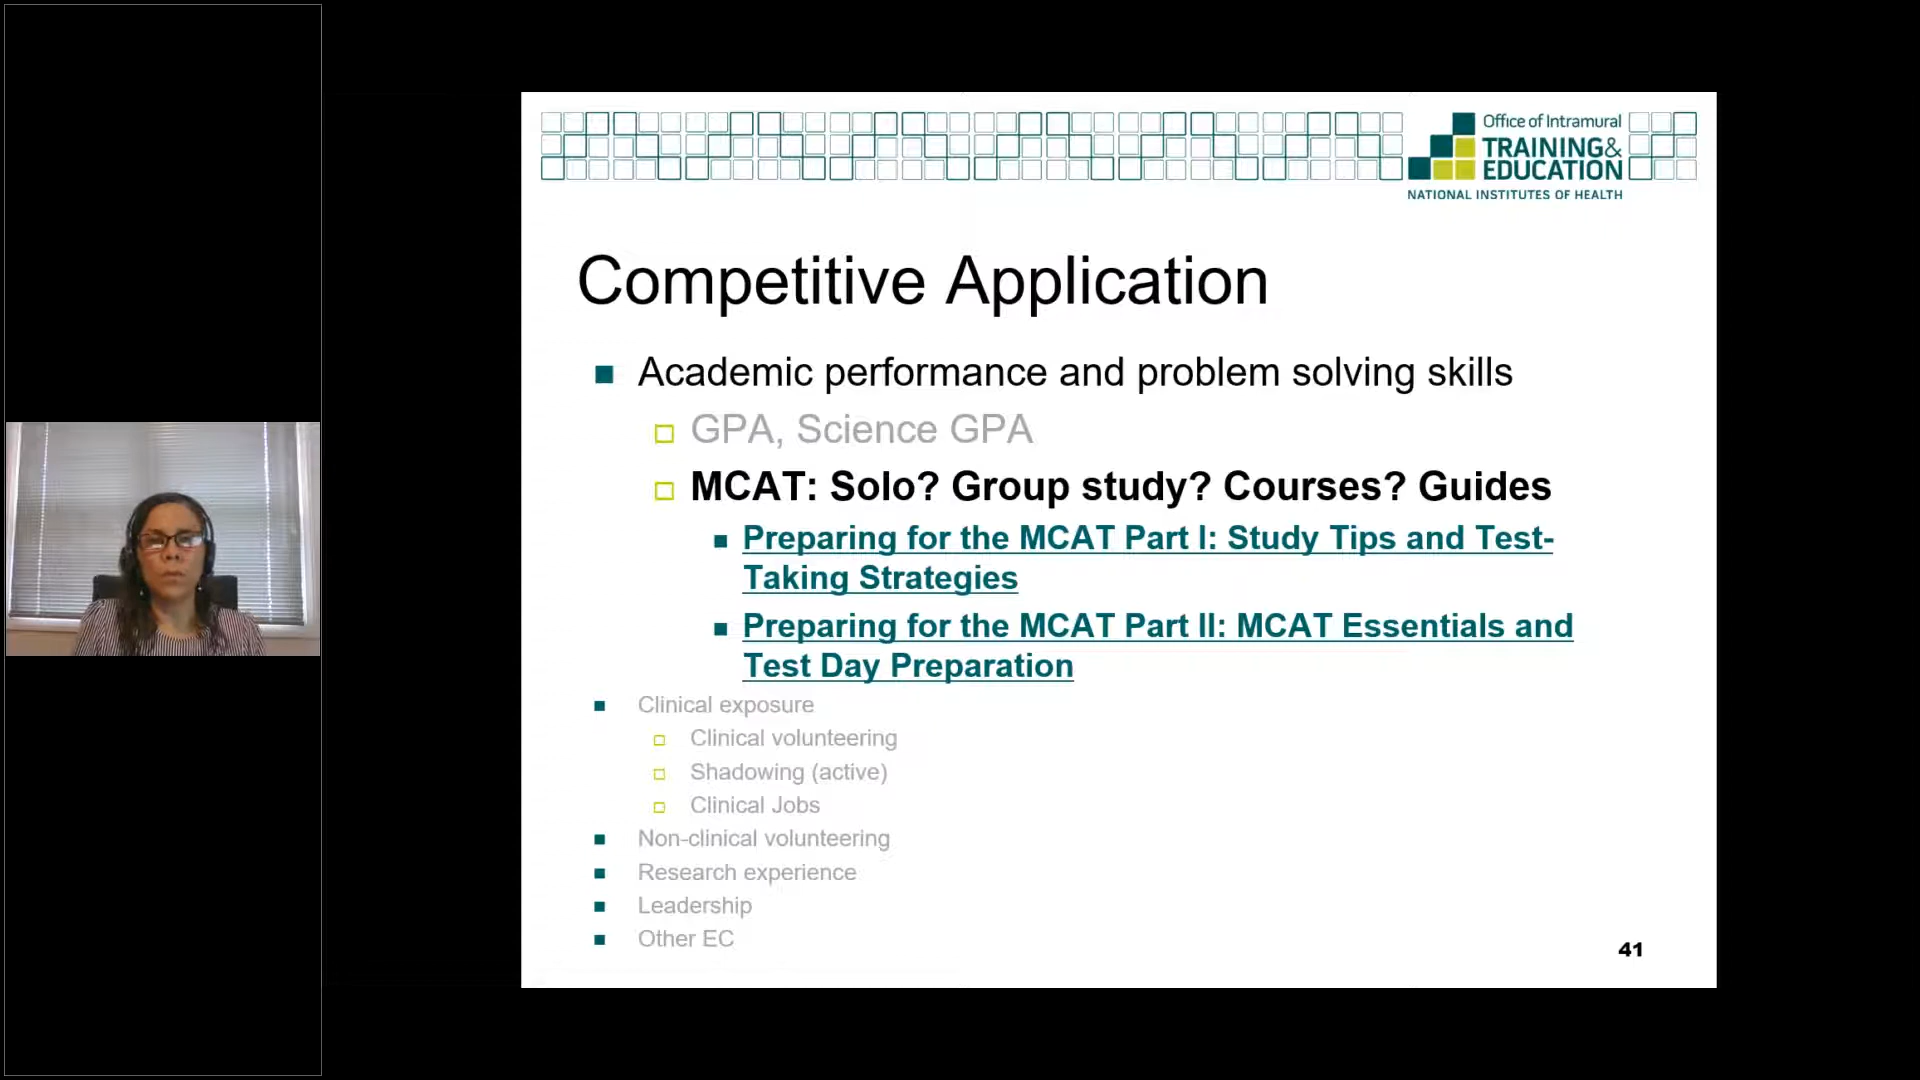 Office of Intramural
TRAINING&
EDUCATION
NATIONAL INSTITUTES OF HEALTH
Competitive Application
Academic performance and problem solving skills
GPA, Science GPA
MCAT: Solo? Group study? Courses? Guides
Preparing for the MCAT Part I: Study Tips and Test-
Taking Strategies
Preparing for the MCAT Part II: MCAT Essentials and
Test Day Preparation
Clinical exposure
Clinical volunteering
Shadowing (active)
Clinical Jobs
Non-clinical volunteering
Research experience
Leadership
Other EC
41